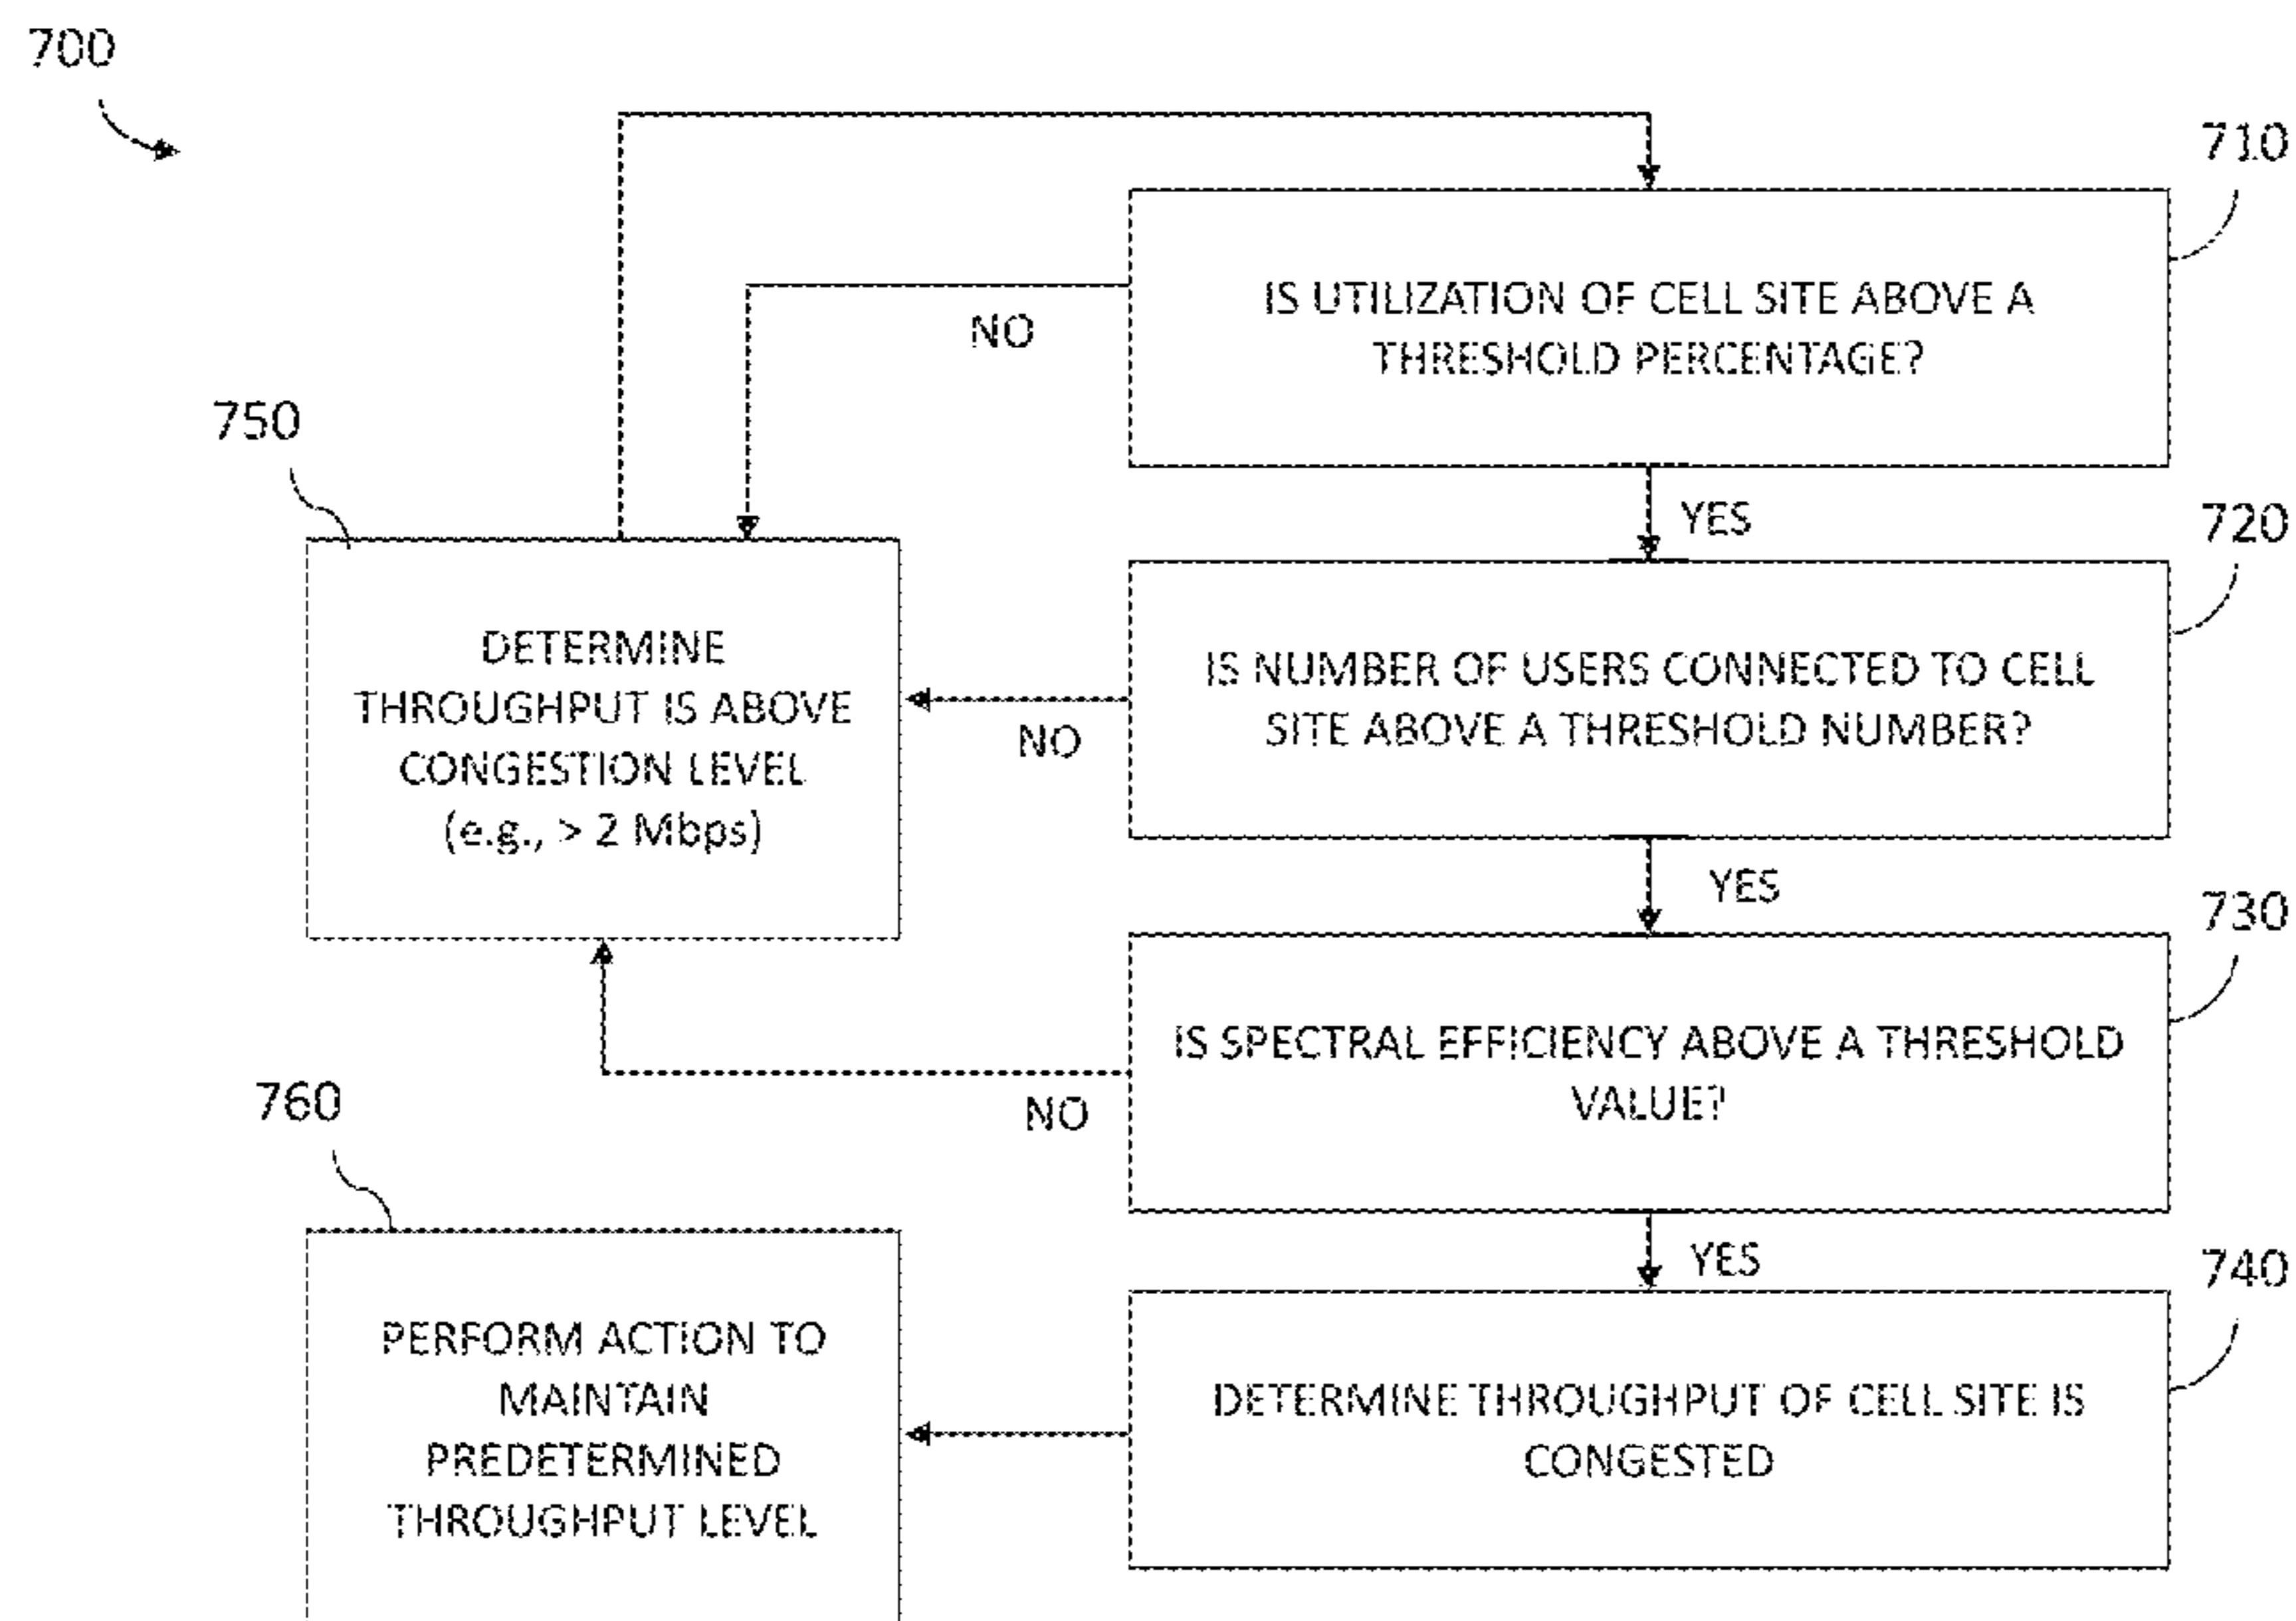 700
710
IS UTILIZATION OF CELL SITE ABOVE A
THRESHOLD PERCENTAGE?
NO
YES
750
DETERMINE
THROUGHPUT IS ABOVE
CONGESTION LEVEL
(e.g., > 2 Mbps)
720
IS NUMBER OF USERS CONNECTED TO CELL
SITE ABOVE A THRESHOLD NUMBER?
NO
YES
730
IS SPECTRAL EFFICIENCY ABOVE A THRESHOLD
VALUE?
NO
YES
740
DETERMINE THROUGHPUT OF CELL SITE IS
CONGESTED
760
PERFORM ACTION TO
MAINTAIN
PREDETERMINED
THROUGHPUT LEVEL